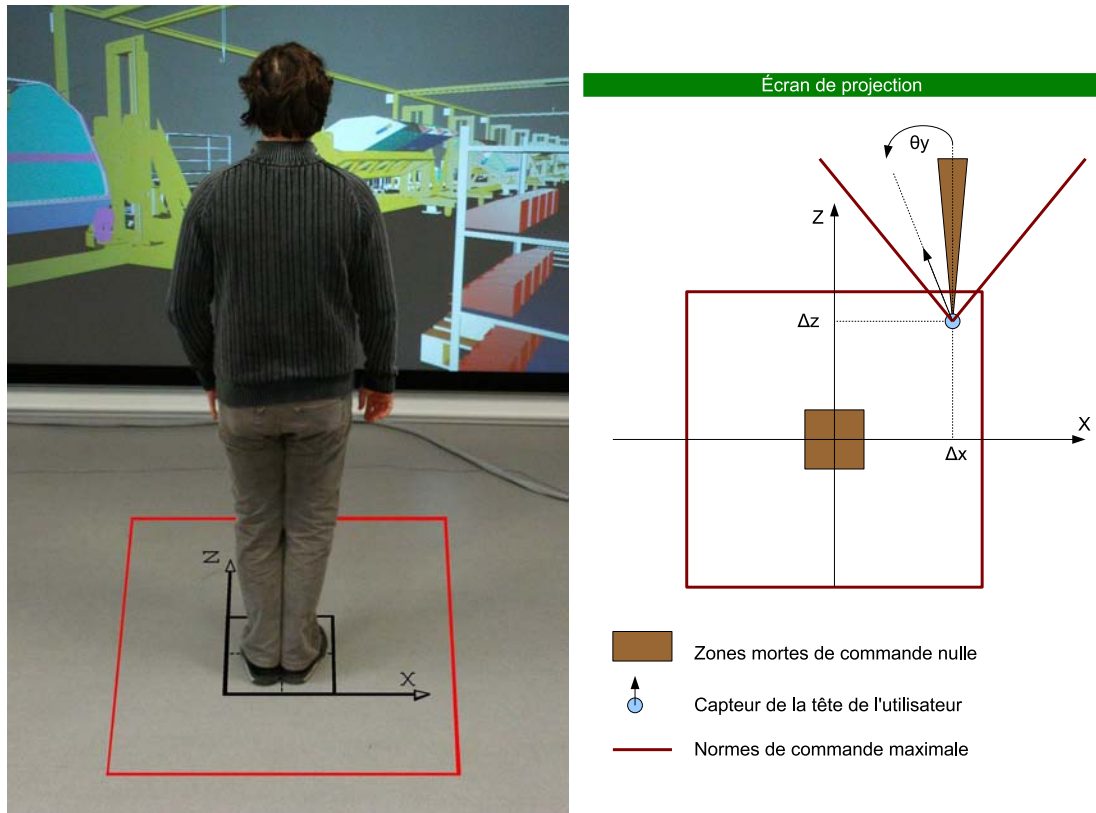 Z
X
Écran de projection
θy
Z
Δz
X
Δx
Zones mortes de commande nulle
Capteur de la tête de l'utilisateur
Normes de commande maximale